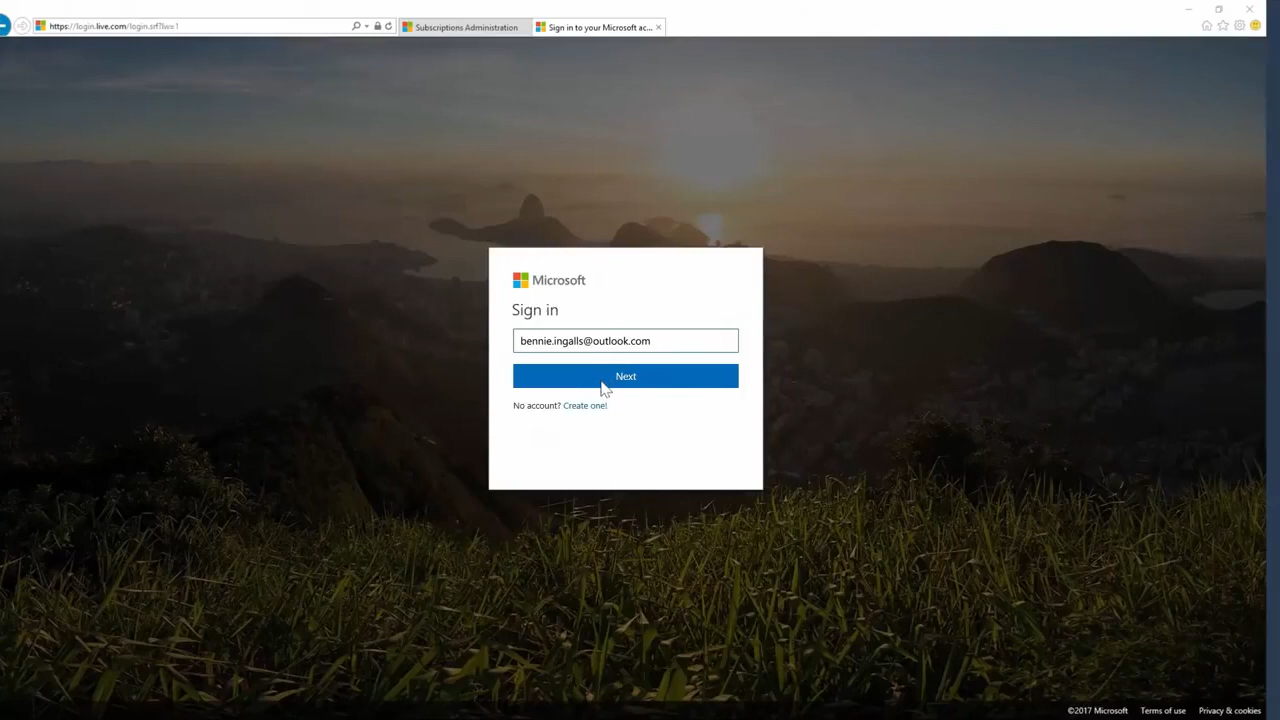 https://login.live.com/login.srf?lw=1
Subscriptions Administration
Sign in to your Microsoft ac...
Microsoft
Sign in
bennie.ingalls@outlook.com
Next
No account? Create one!
©2017 Microsoft Terms of use Privacy & cookies